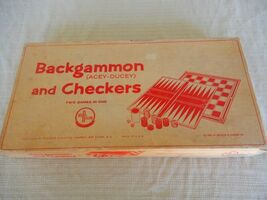 Backgammon
(ACEY-DUCEY)
and Checkers
TWO GAMES IN ONE